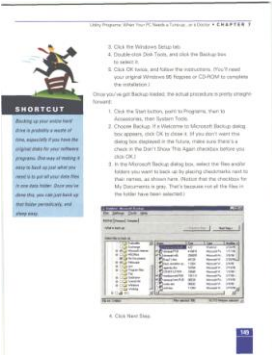 Utility Programs: When Your PC Needs a Tune-up, or a Doctor • CHAPTER 7
3. Click the Windows Setup tab.
4. Double-click Disk Tools, and click the Backup box
to select it.
5. Click OK twice, and follow the instructions. (You'll need
your original Windows 95 floppies or CD-ROM to complete
the installation.)
Once you've got Backup loaded, the actual procedure is pretty straight-
forward:
1. Click the Start button, point to Programs, then to
Accessories, then System Tools.
2. Choose Backup. If a Welcome to Microsoft Backup dialog
box appears, click OK to close it. (If you don't want this
dialog box displayed in the future, make sure there's a
check in the Don't Show This Again checkbox before you
click OK.)
3. In the Microsoft Backup dialog box, select the files and/or
folders you want to back up by placing checkmarks next to
their names, as shown here. (Notice that the checkbox for
My Documents is gray. That's because not all the files in
the folder have been selected.)
4. Click Next Step.
SHORTCUT
Backing up your entire hard
drive is probably a waste of
time, especially if you have the
original disks for your software
programs. One way of making it
easy to back up just what you
need is to put all your data files
in one data folder. Once you've
done this, you can just back up
that folder periodically, and
sleep easy.
149